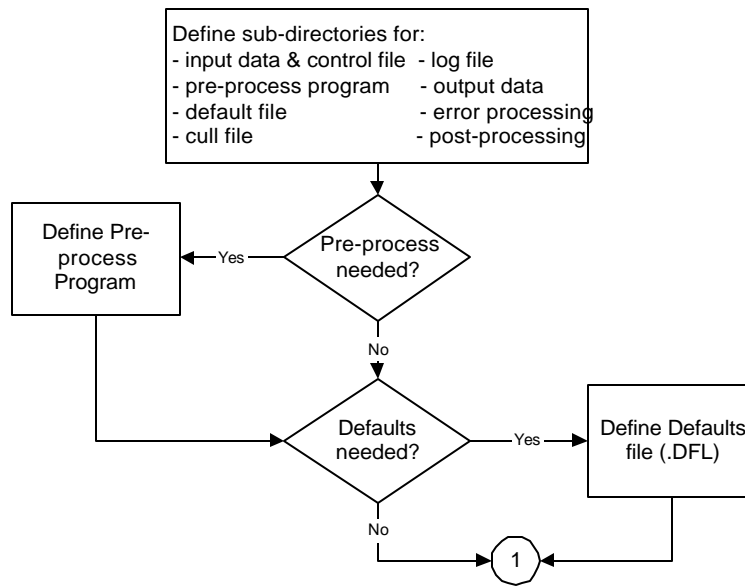 Define sub-directories for:
- input data & control file - log file
- pre-process program - output data
- default file - error processing
- cull file - post-processing
Define Pre-
process
Program
Yes
Pre-process
needed?
No
Defaults
needed?
Yes
Define Defaults
file (.DFL)
No
1